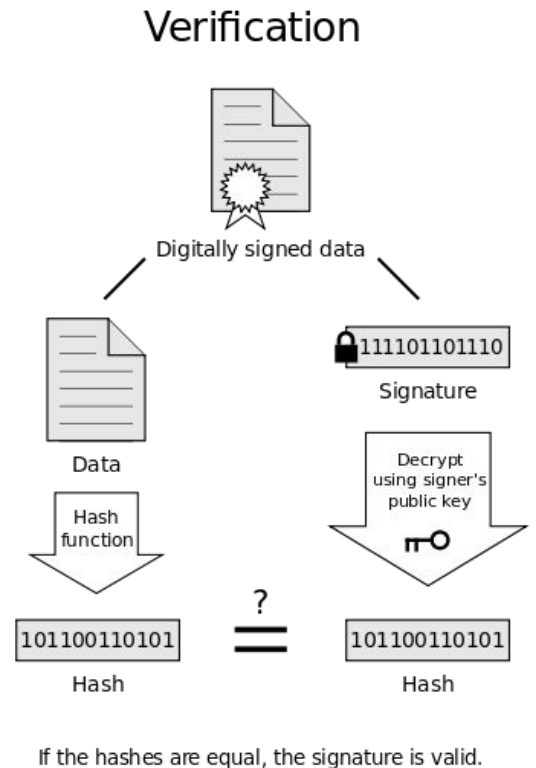 Verification
Digitally signed data
111101101110
Signature
Data
Decrypt
using signer's
public key
Hash
function
?
101100110101
101100110101
Hash
Hash
If the hashes are equal, the signature is valid.